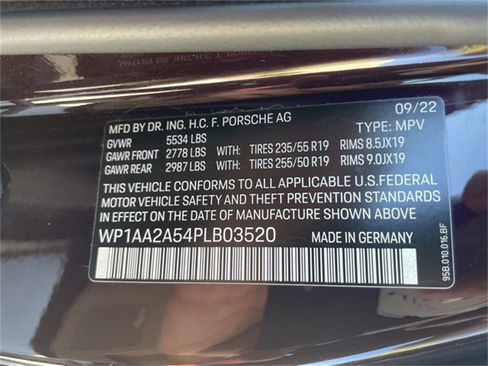 09/22
MFD BY DR. ING. H.C. F. PORSCHE AG TYPE: MPV
GVWR 5534 LBS
GAWR FRONT 2778 LBS WITH: TIRES 235/55 R19 RIMS 8.5JX19
GAWR REAR 2987 LBS WITH: TIRES 255/50 R19 RIMS 9.0JX19
THIS VEHICLE CONFORMS TO ALL APPLICABLE U.S.FEDERAL
MOTOR VEHICLE SAFETY AND THEFT PREVENTION STANDARDS
IN EFFECT ON THE DATE OF MANUFACTURE SHOWN ABOVE
WP1AA2A54PLB03520 MADE IN GERMANY
95B.010.016.BF